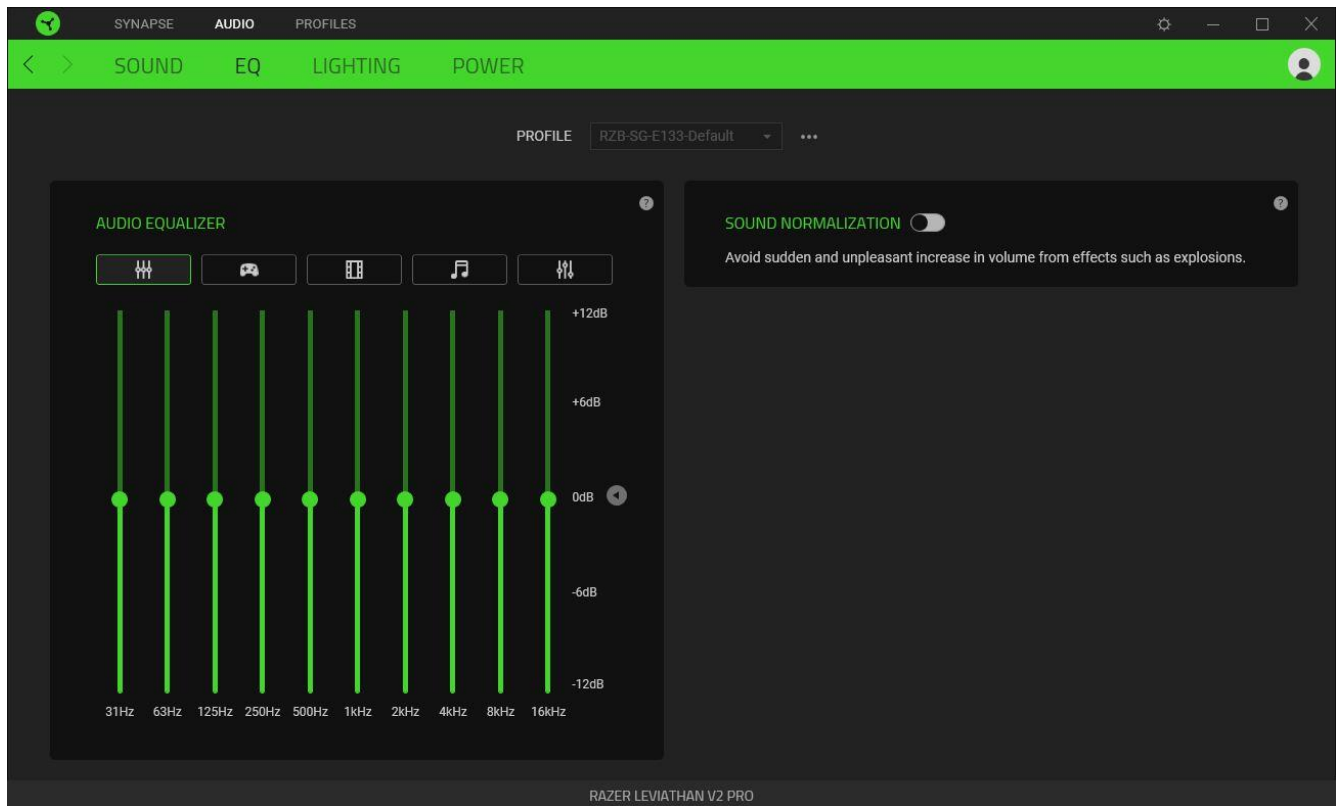 SYNAPSE AUDIO PROFILES
SOUND EQ LIGHTING POWER
PROFILE RZB-SG-E133-Default
AUDIO EQUALIZER
+12dB
+6dB
0dB
-6dB
-12dB
31Hz 63Hz 125Hz 250Hz 500Hz 1kHz 2kHz 4kHz 8kHz 16kHz
SOUND NORMALIZATION
Avoid sudden and unpleasant increase in volume from effects such as explosions.
RAZER LEVIATHAN V2 PRO